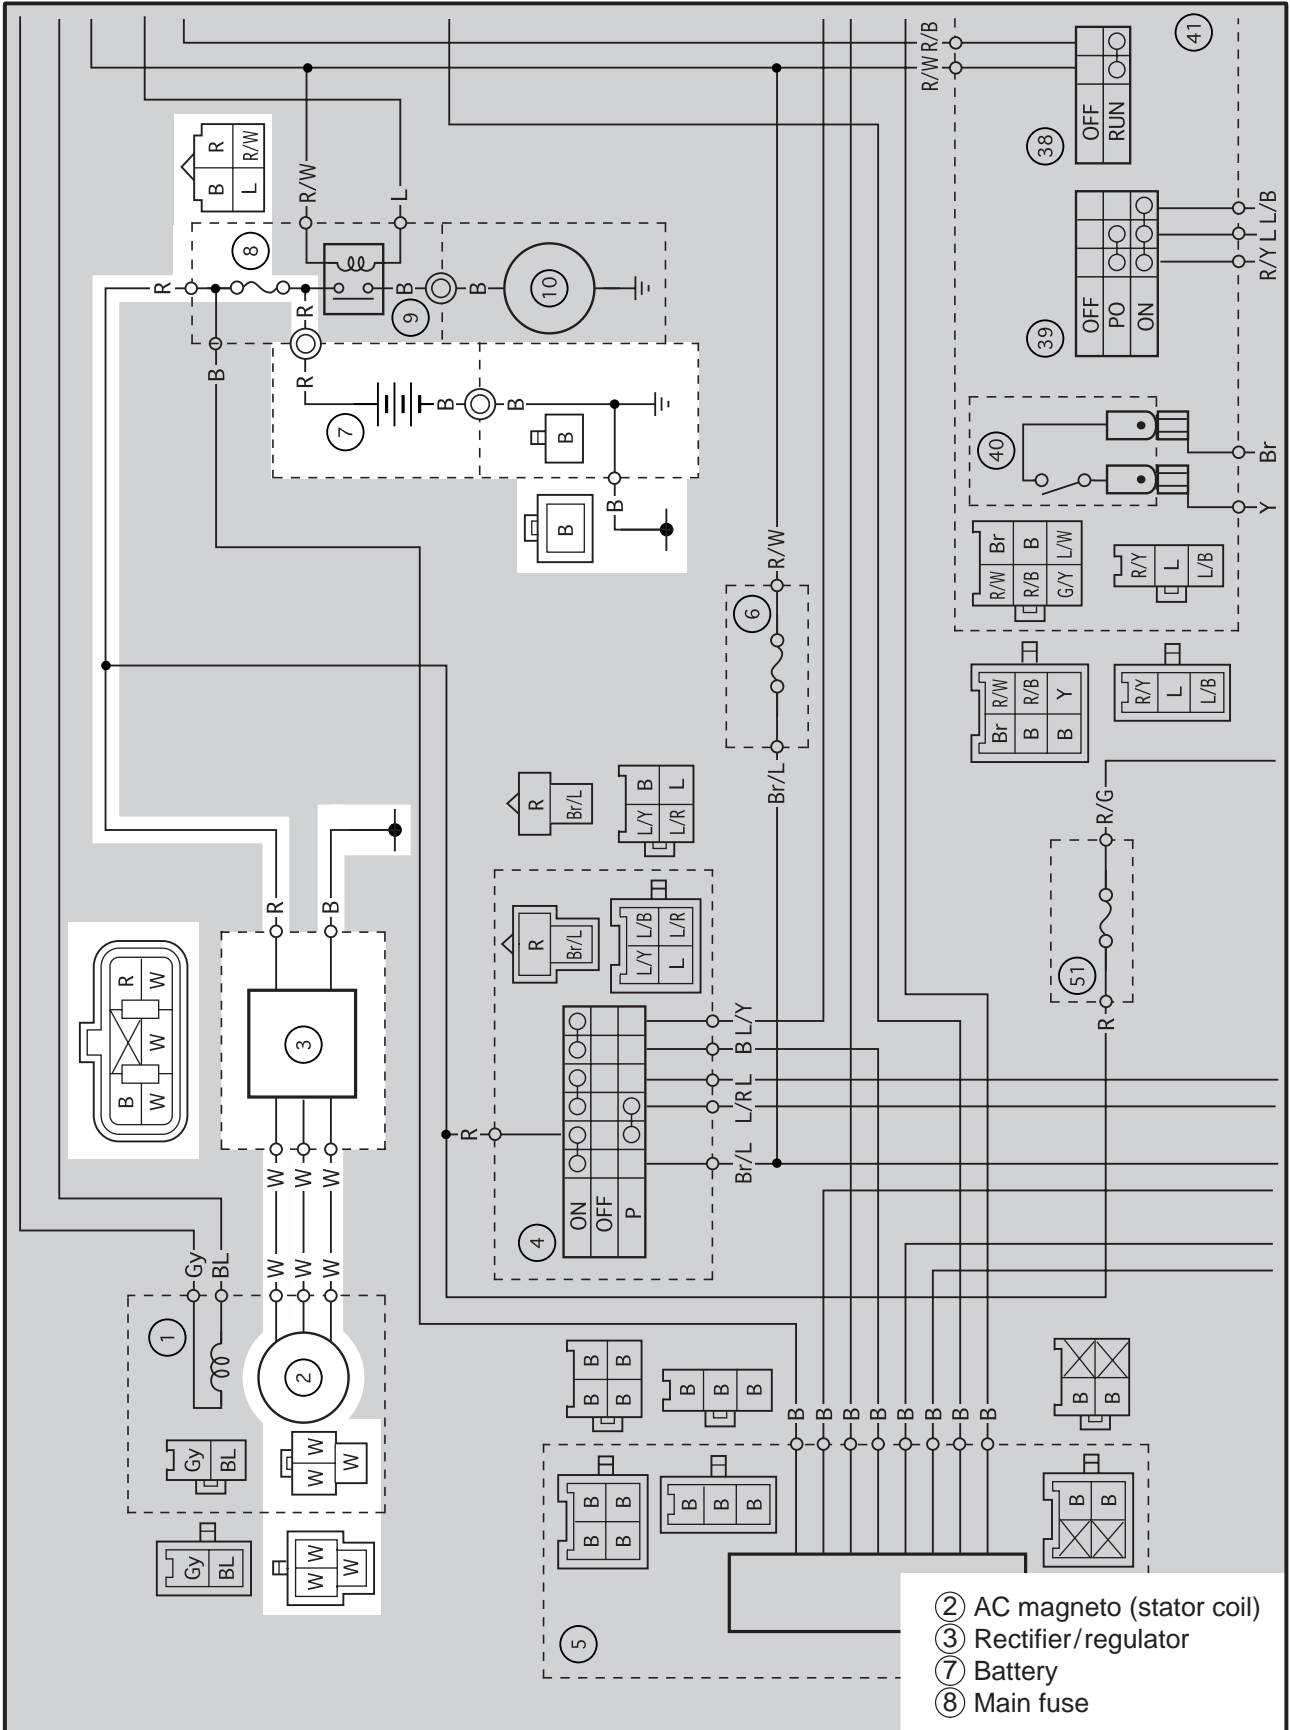 41
R/W R/B
38
OFF
RUN
B R
L R/W
R/W
L
8
R
B
B
9
10
R
R
B
7
B
B
B
B
B
39
OFF
PO
ON
R/Y L L/B
40
Br
Y
R/W Br
R/B B
G/Y L/W
R/Y
L
L/B
R/W
6
Br/L
Br R/W
B R/B
B Y
R/Y
L
L/B
R
Br/L
L/Y B
L/R L
R/G
51
R
R
B
B R
W W W
3
R
Br/L
L/Y L/B
L L/R
R
Br/L L/R L B L/Y
4
ON
OFF
P
W W W
W W W
Gy
BL
1
2
Gy
BL
W W
W
Gy
BL
W W
W
B B
B B
B B B
B B B B B B B B
B B
B B
B B
B B B
B B
5
2 AC magneto (stator coil)
3 Rectifier/regulator
7 Battery
8 Main fuse